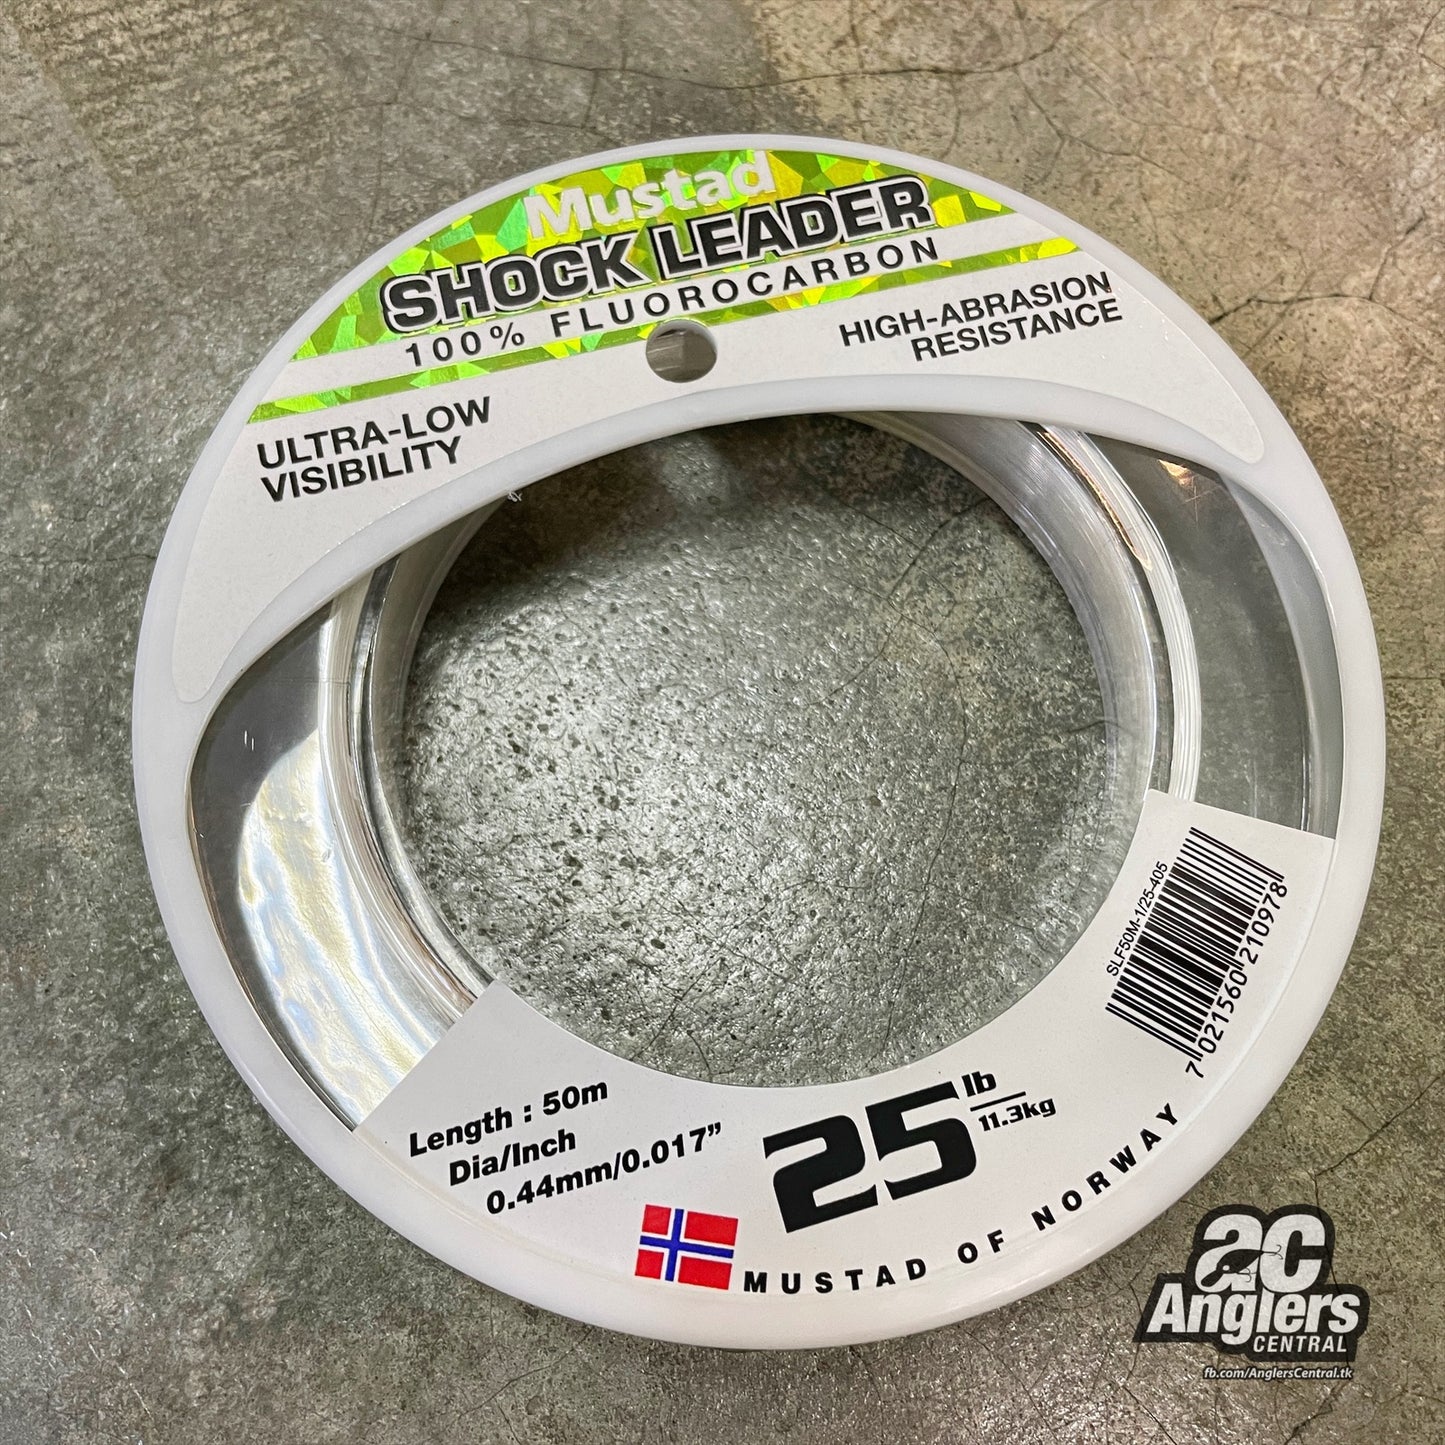 Mustad
SHOCK LEADER
100% FLUOROCARBON
ULTRA-LOW
VISIBILITY
HIGH-ABRASION
RESISTANCE
SLF50M-1/25-405
7 021560 210978
Length : 50m
Dia/Inch
0.44mm/0.017”
25 lb
11.3kg
MUSTAD OF NORWAY
ac
Anglers
CENTRAL
fb.com/AnglersCentral.tk